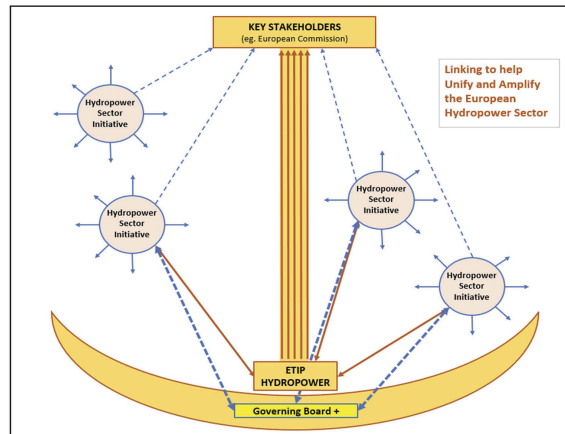 KEY STAKEHOLDERS
(eg. European Commission)
Linking to help
Unify and Amplify
the European
Hydropower Sector
Hydropower
Sector
Initiative
Hydropower
Sector
Initiative
Hydropower
Sector
Initiative
Hydropower
Sector
Initiative
ETIP
HYDROPOWER
Governing Board +